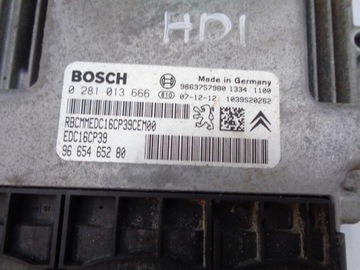 HDI
BOSCH
Made in Germany
9663757980 1334 1100
0 281 013 666
07-12-12 1039S20262
RBCMMEDC16CP39CEM00
EDC16CP39
96 654 652 80